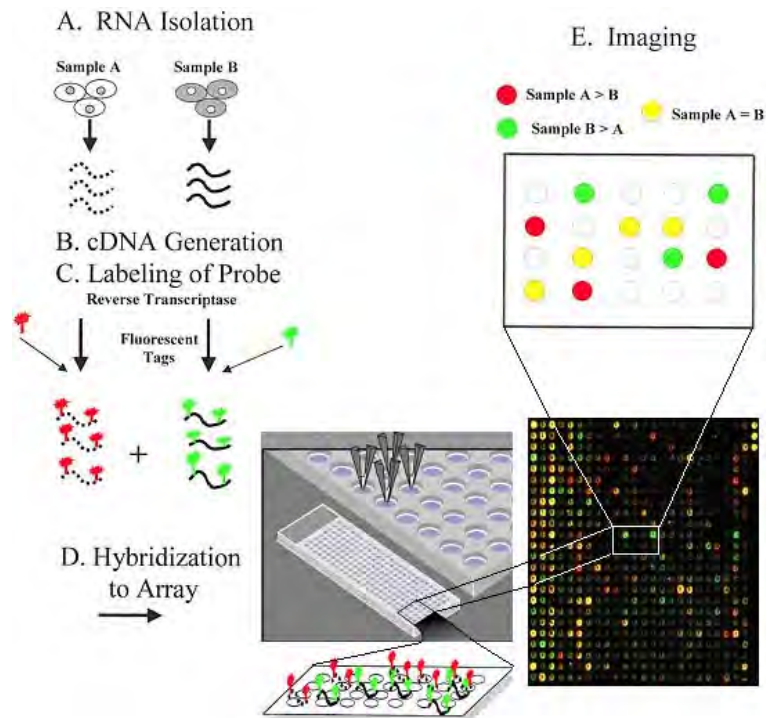 A. RNA Isolation
Sample A
Sample B
B. cDNA Generation
C. Labeling of Probe
Reverse Transcriptase
Fluorescent
Tags
+
D. Hybridization
to Array
E. Imaging
Sample A > B
Sample B > A
Sample A = B